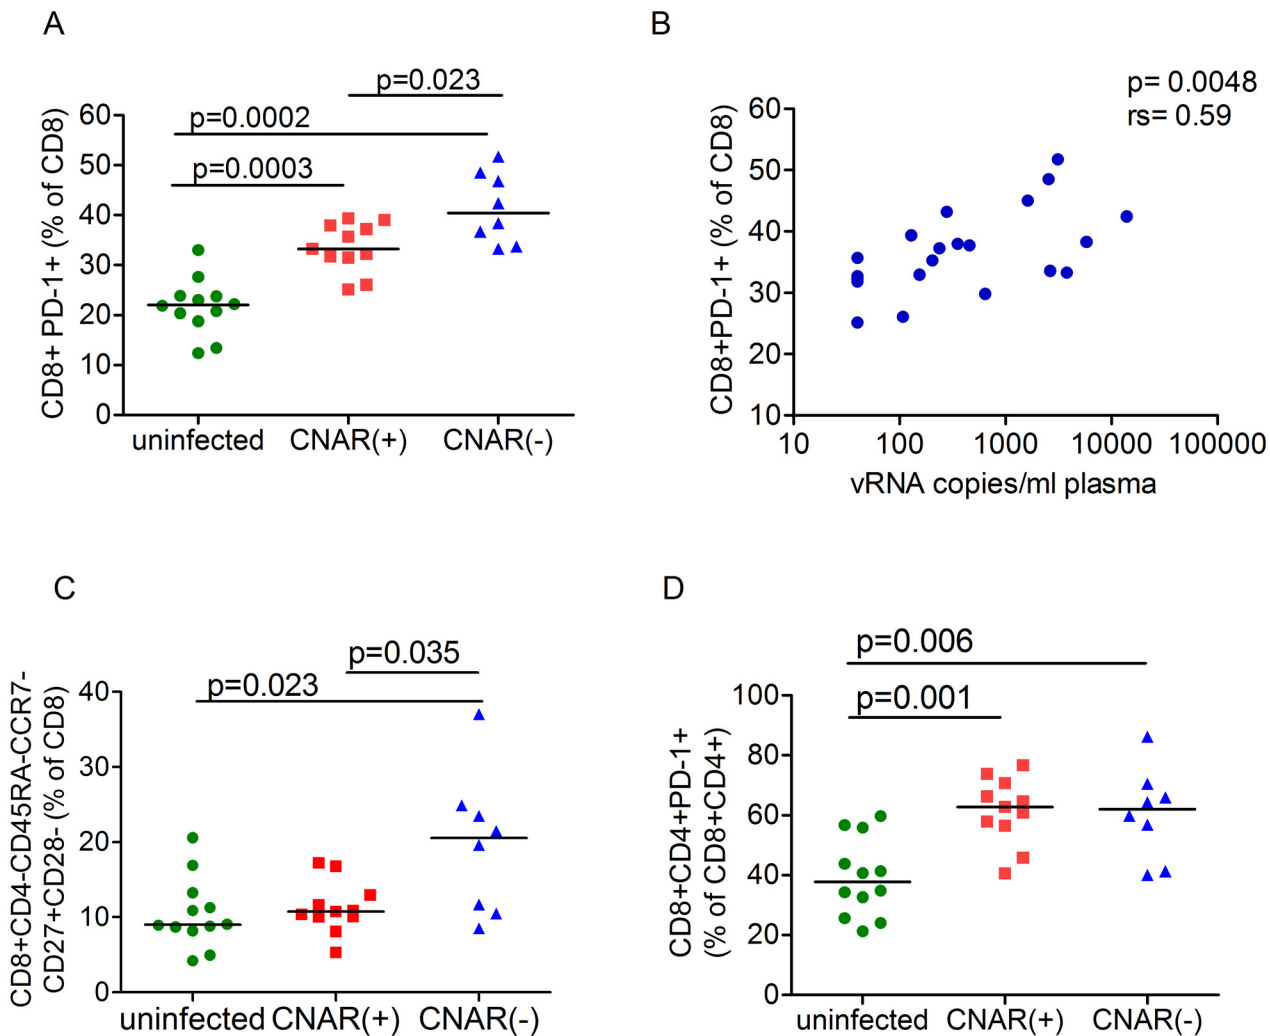 A
CD8+ PD-1+ (% of CD8)
p=0.023
p=0.0002
p=0.0003
60
50
40
30
20
10
0
uninfected CNAR(+) CNAR(-)
B
CD8+PD-1+ (% of CD8)
p= 0.0048
rs= 0.59
60
50
40
30
20
10
10 100 1000 10000 100000
vRNA copies/ml plasma
C
CD8+CD4-CD45RA-CCR7-
CD27+CD28- (% of CD8)
p=0.035
p=0.023
40
30
20
10
0
uninfected CNAR(+) CNAR(-)
D
CD8+CD4+PD-1+
(% of CD8+CD4+)
p=0.006
p=0.001
100
80
60
40
20
0
uninfected CNAR(+) CNAR(-)